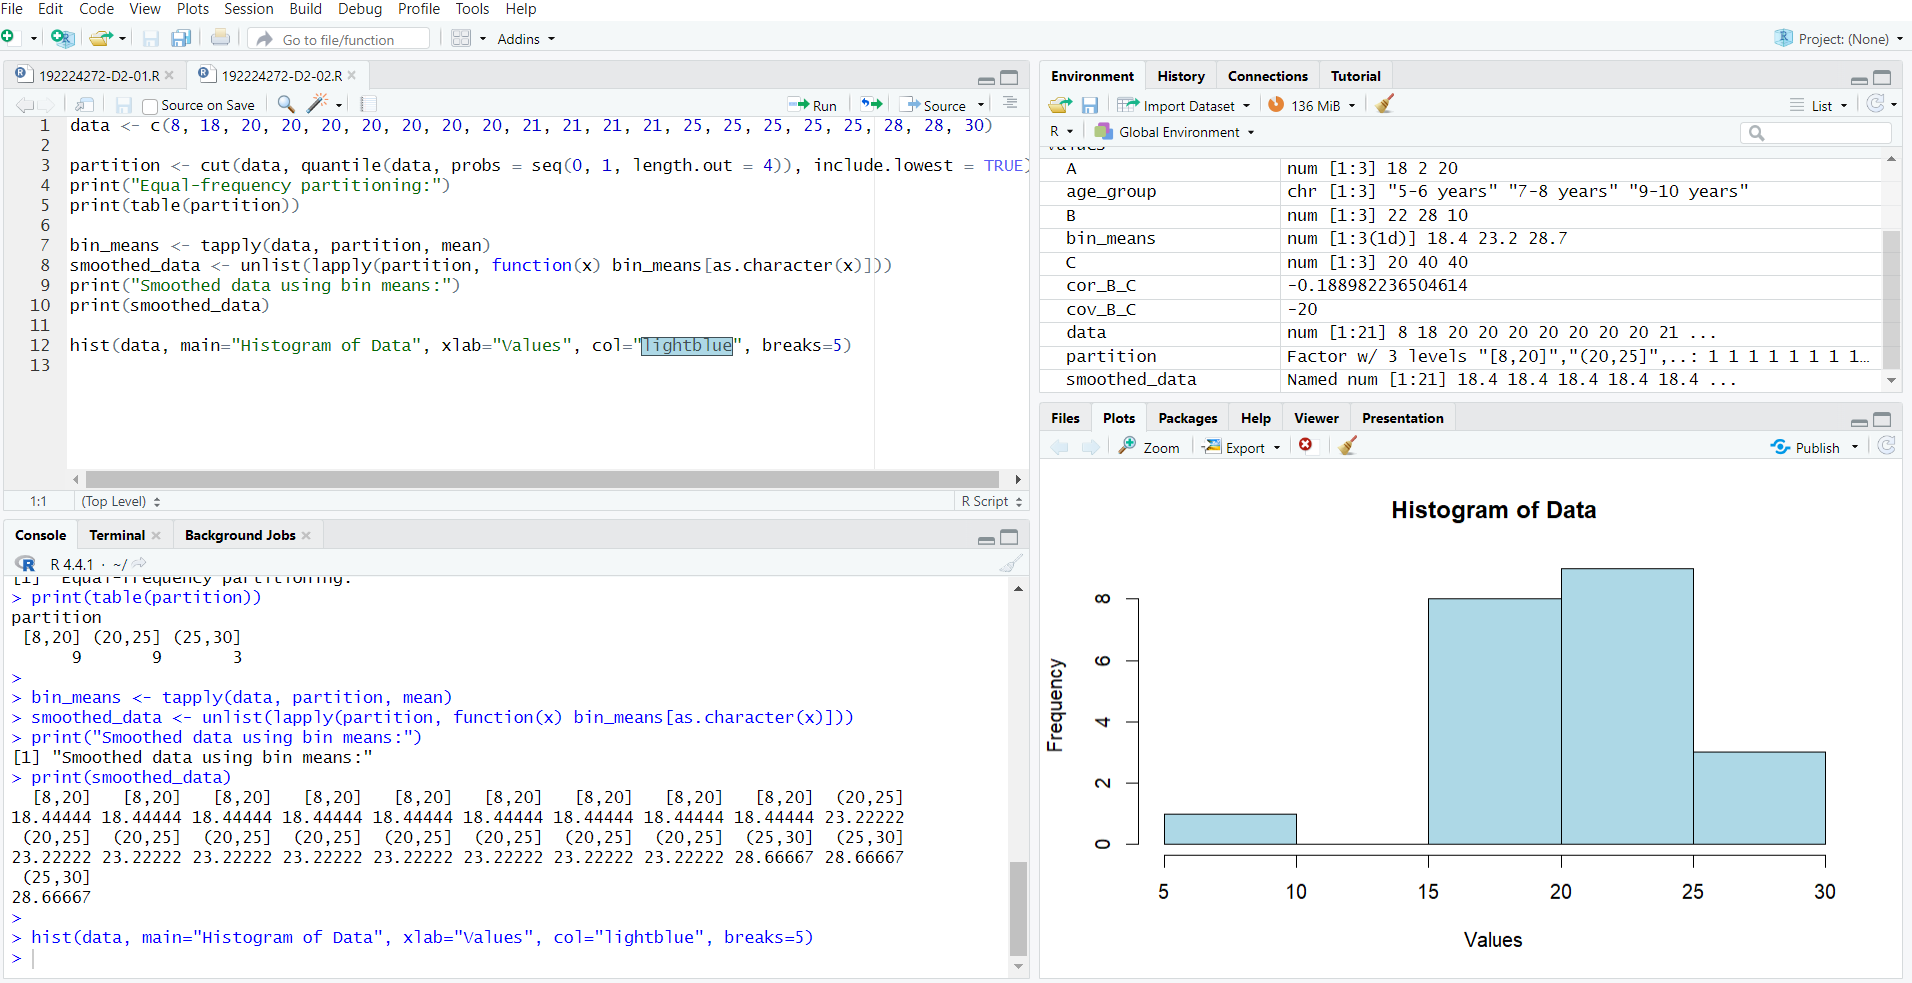 File Edit Code View Plots Session Build Debug Profile Tools Help
Go to file/function Addins Project: (None)
192224272-D2-01.R 192224272-D2-02.R
Source on Save Run Source
1 data <- c(8, 18, 20, 20, 20, 20, 20, 20, 20, 21, 21, 21, 21, 25, 25, 25, 25, 25, 28, 28, 30)
2
3 partition <- cut(data, quantile(data, probs = seq(0, 1, length.out = 4)), include.lowest = TRUE)
4 print("Equal-frequency partitioning:")
5 print(table(partition))
6
7 bin_means <- tapply(data, partition, mean)
8 smoothed_data <- unlist(lapply(partition, function(x) bin_means[as.character(x)]))
9 print("Smoothed data using bin means:")
10 print(smoothed_data)
11
12 hist(data, main="Histogram of Data", xlab="Values", col="lightblue", breaks=5)
13
1:1 (Top Level) R Script
Console Terminal Background Jobs
R 4.4.1 · ~/
[1] "Equal-frequency partitioning:
> print(table(partition))
partition
[8,20] (20,25] (25,30]
9 9 3
>
> bin_means <- tapply(data, partition, mean)
> smoothed_data <- unlist(lapply(partition, function(x) bin_means[as.character(x)]))
> print("Smoothed data using bin means:")
[1] "Smoothed data using bin means:"
> print(smoothed_data)
[8,20] [8,20] [8,20] [8,20] [8,20] [8,20] [8,20] [8,20] [8,20] (20,25]
18.44444 18.44444 18.44444 18.44444 18.44444 18.44444 18.44444 18.44444 18.44444 23.22222
(20,25] (20,25] (20,25] (20,25] (20,25] (20,25] (20,25] (20,25] (25,30] (25,30]
23.22222 23.22222 23.22222 23.22222 23.22222 23.22222 23.22222 23.22222 28.66667 28.66667
(25,30]
28.66667
>
> hist(data, main="Histogram of Data", xlab="Values", col="lightblue", breaks=5)
>
Environment History Connections Tutorial
Import Dataset 136 MiB List
R Global Environment
values
A num [1:3] 18 2 20
age_group chr [1:3] "5-6 years" "7-8 years" "9-10 years"
B num [1:3] 22 28 10
bin_means num [1:3(1d)] 18.4 23.2 28.7
C num [1:3] 20 40 40
cor_B_C -0.188982236504614
cov_B_C -20
data num [1:21] 8 18 20 20 20 20 20 20 20 21 ...
partition Factor w/ 3 levels "[8,20]","(20,25]",..: 1 1 1 1 1 1 1 1…
smoothed_data Named num [1:21] 18.4 18.4 18.4 18.4 18.4 ...
Files Plots Packages Help Viewer Presentation
Zoom Export Publish
Histogram of Data
Frequency
8
6
4
2
0
5 10 15 20 25 30
Values